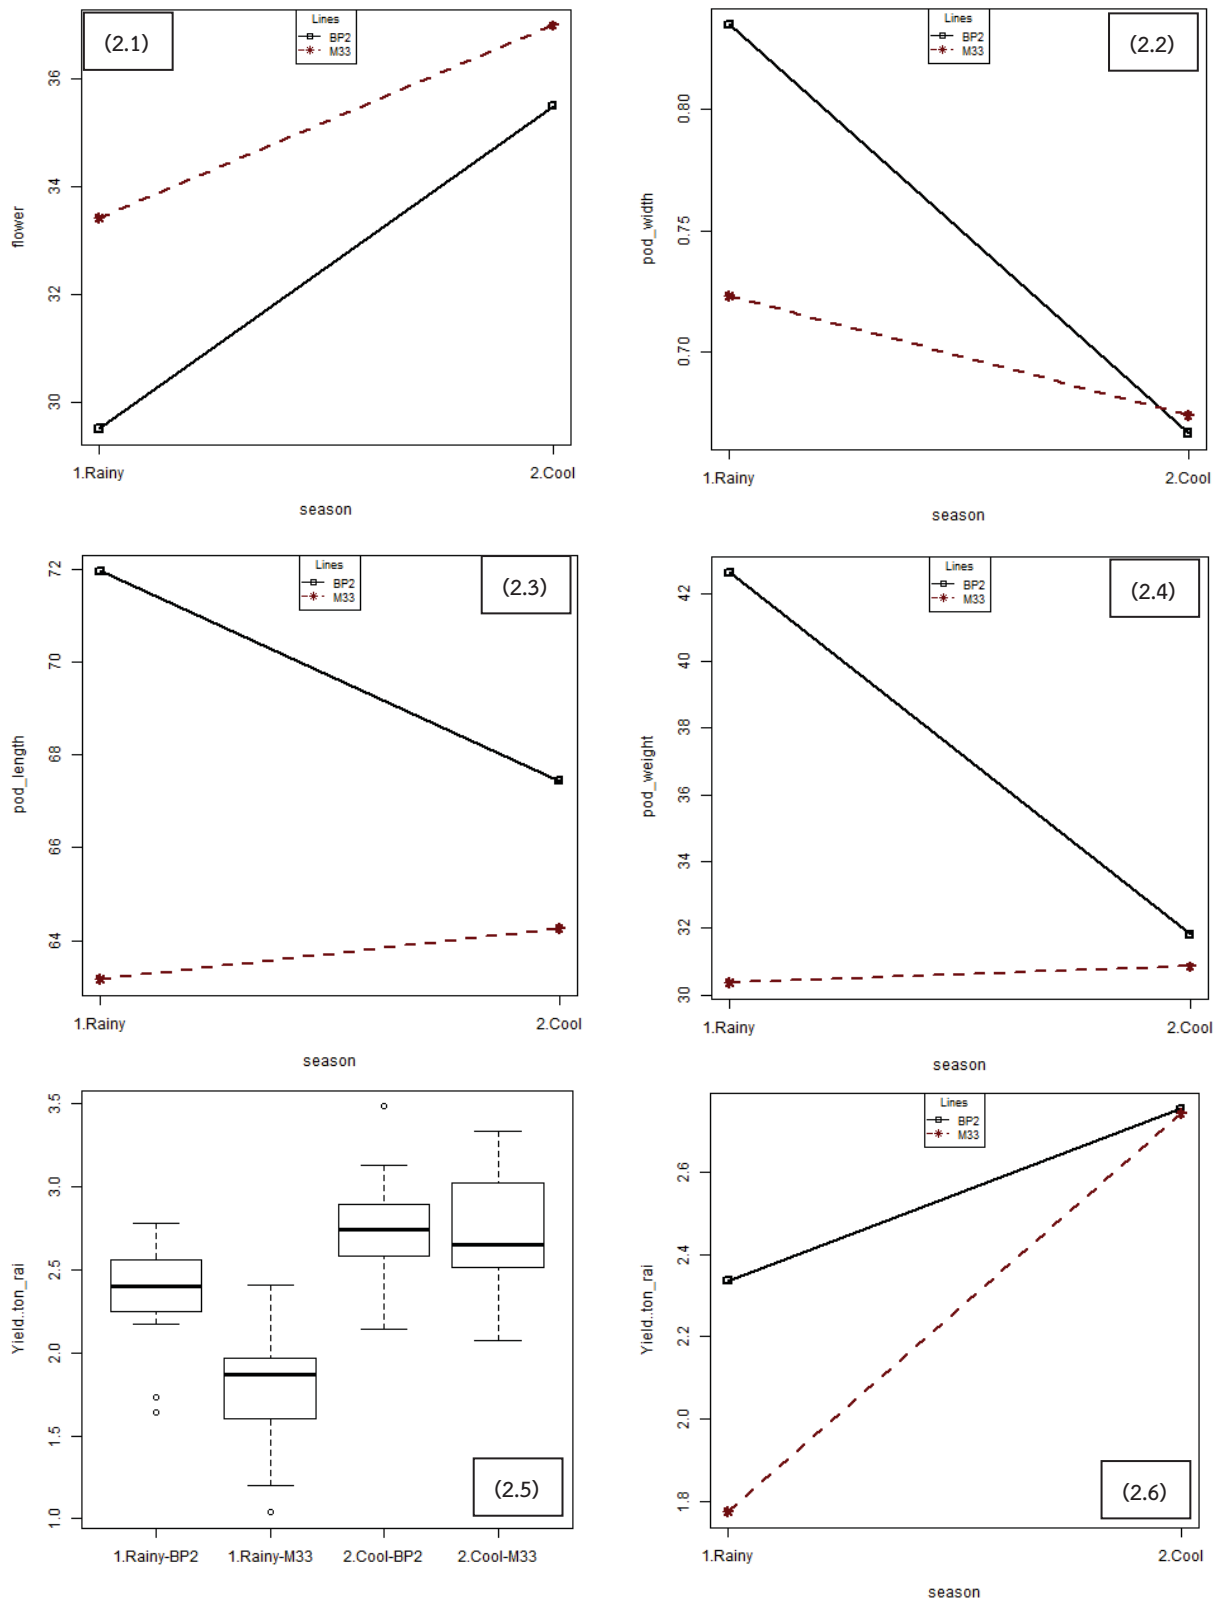 (2.1)
Lines
BP2
M33
36
34
32
30
flower
1.Rainy
2.Cool
season
(2.2)
Lines
BP2
M33
0.80
0.75
0.70
pod_width
1.Rainy
2.Cool
season
(2.3)
Lines
BP2
M33
72
70
68
66
64
pod_length
1.Rainy
2.Cool
season
(2.4)
Lines
BP2
M33
42
40
38
36
34
32
30
pod_weight
1.Rainy
2.Cool
season
3.5
3.0
2.5
2.0
1.5
1.0
Yield..ton_rai
(2.5)
1.Rainy-BP2
1.Rainy-M33
2.Cool-BP2
2.Cool-M33
Lines
BP2
M33
2.6
2.4
2.2
2.0
1.8
Yield..ton_rai
(2.6)
1.Rainy
2.Cool
season